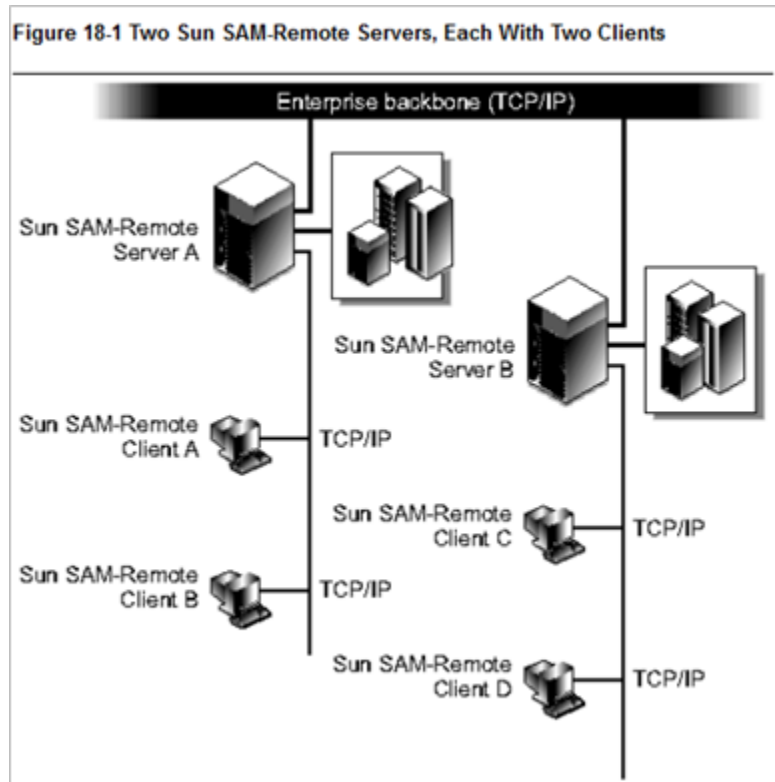 Figure 18-1 Two Sun SAM-Remote Servers, Each With Two Clients
Enterprise backbone (TCP/IP)
Sun SAM-Remote
Server A
Sun SAM-Remote
Server B
Sun SAM-Remote
Client A
TCP/IP
Sun SAM-Remote
Client C
TCP/IP
Sun SAM-Remote
Client B
TCP/IP
Sun SAM-Remote
Client D
TCP/IP